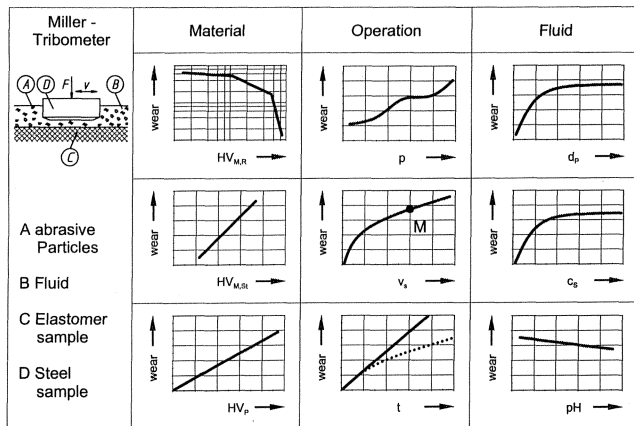 Miller -
Tribometer
Material
Operation
Fluid
A
D
F
v
B
C
wear
HV_M,R
wear
p
wear
d_P
A abrasive
Particles
B Fluid
C Elastomer
sample
D Steel
sample
wear
HV_M,St
wear
M
v_s
wear
c_S
wear
HV_P
wear
t
wear
pH